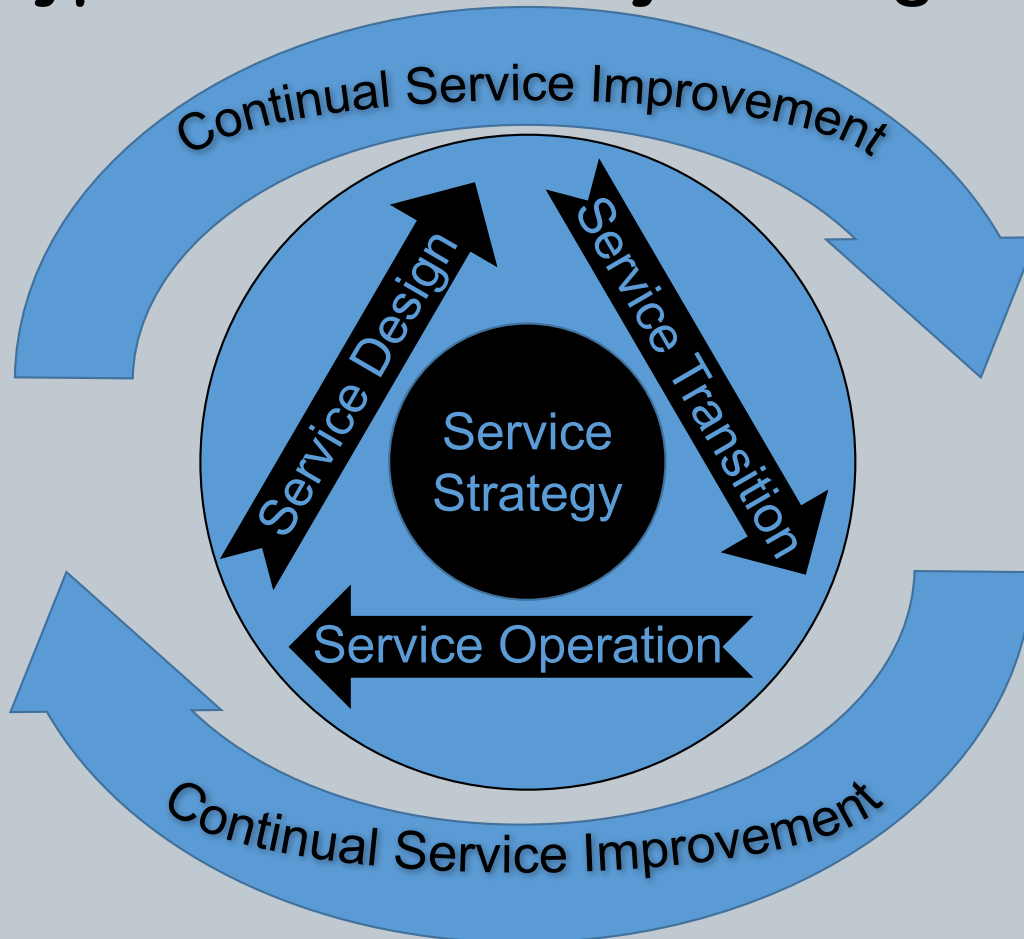 Continual Service Improvement
Service Design
Service Transition
Service
Strategy
Service Operation
Continual Service Improvement